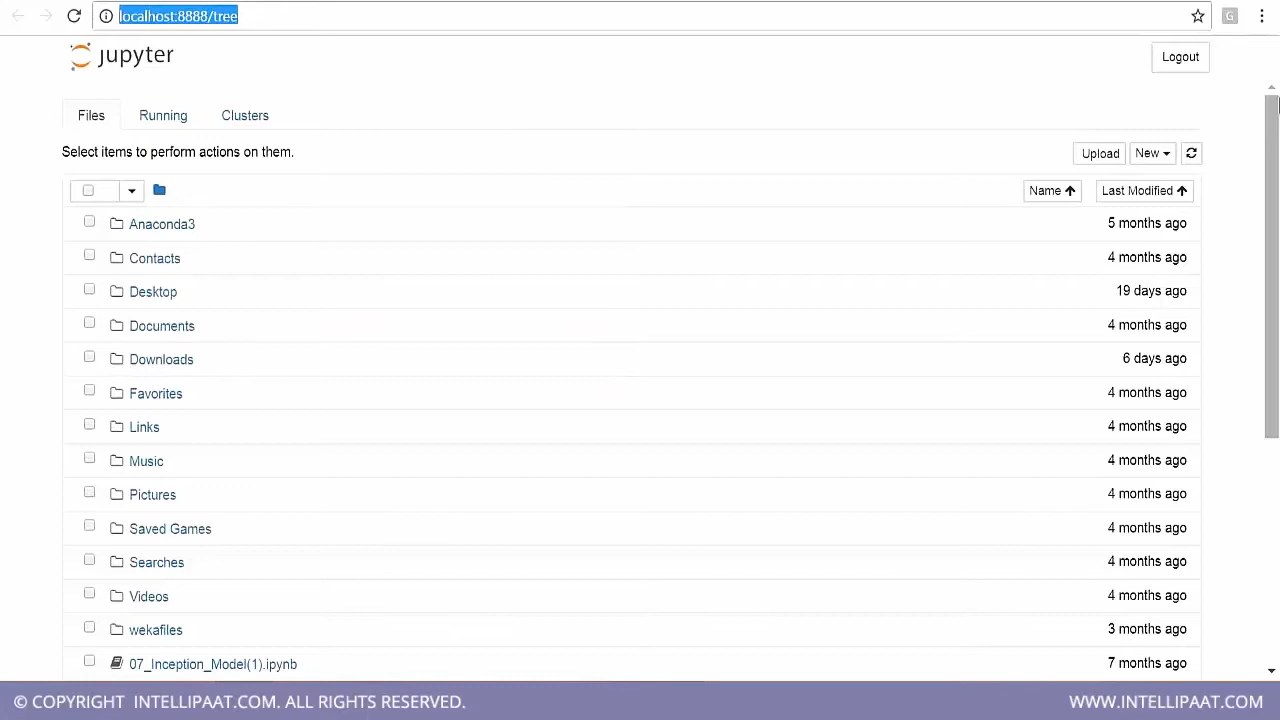 localhost:8888/tree
G
jupyter
Logout
Files Running Clusters
Select items to perform actions on them.
Upload New
Name Last Modified
Anaconda3 5 months ago
Contacts 4 months ago
Desktop 19 days ago
Documents 4 months ago
Downloads 6 days ago
Favorites 4 months ago
Links 4 months ago
Music 4 months ago
Pictures 4 months ago
Saved Games 4 months ago
Searches 4 months ago
Videos 4 months ago
wekafiles 3 months ago
07_Inception_Model(1).ipynb 7 months ago
© COPYRIGHT INTELLIPAAT.COM. ALL RIGHTS RESERVED. WWW.INTELLIPAAT.COM